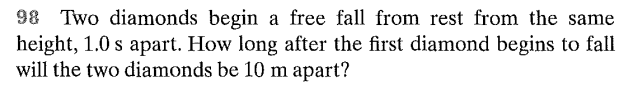 98 Two diamonds begin a free fall from rest from the same
height, 1.0 s apart. How long after the first diamond begins to fall
will the two diamonds be 10 m apart?